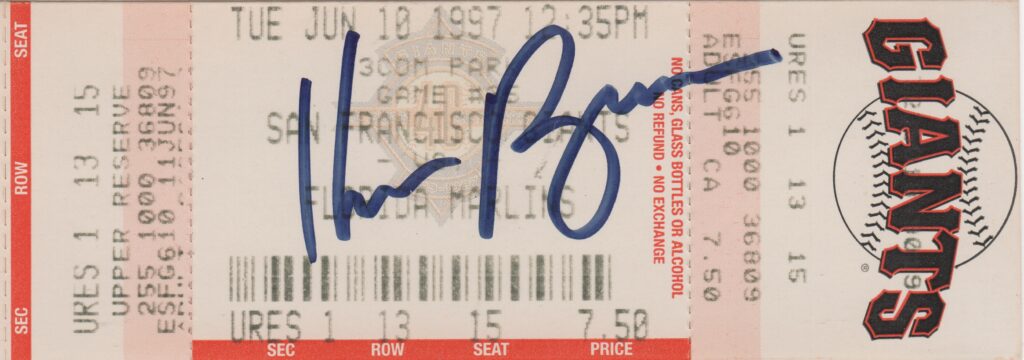 SEAT
ROW
SEC
URES 1 13 15
UPPER RESERVE
255 1000 36809
ESFG610 11JUN97
TUE JUN 10 1997 12:35PM
3COM PARK
SAN FRANCISCO GIANTS
FLORIDA MARLINS
URES 1 13 15 7.50
SEC ROW SEAT PRICE
NO CANS, GLASS BOTTLES OR ALCOHOL
NO REFUND • NO EXCHANGE
ADULT CA 7.50
ESFG610
255 1000 36809
URES 1 13 15
GIANTS
®